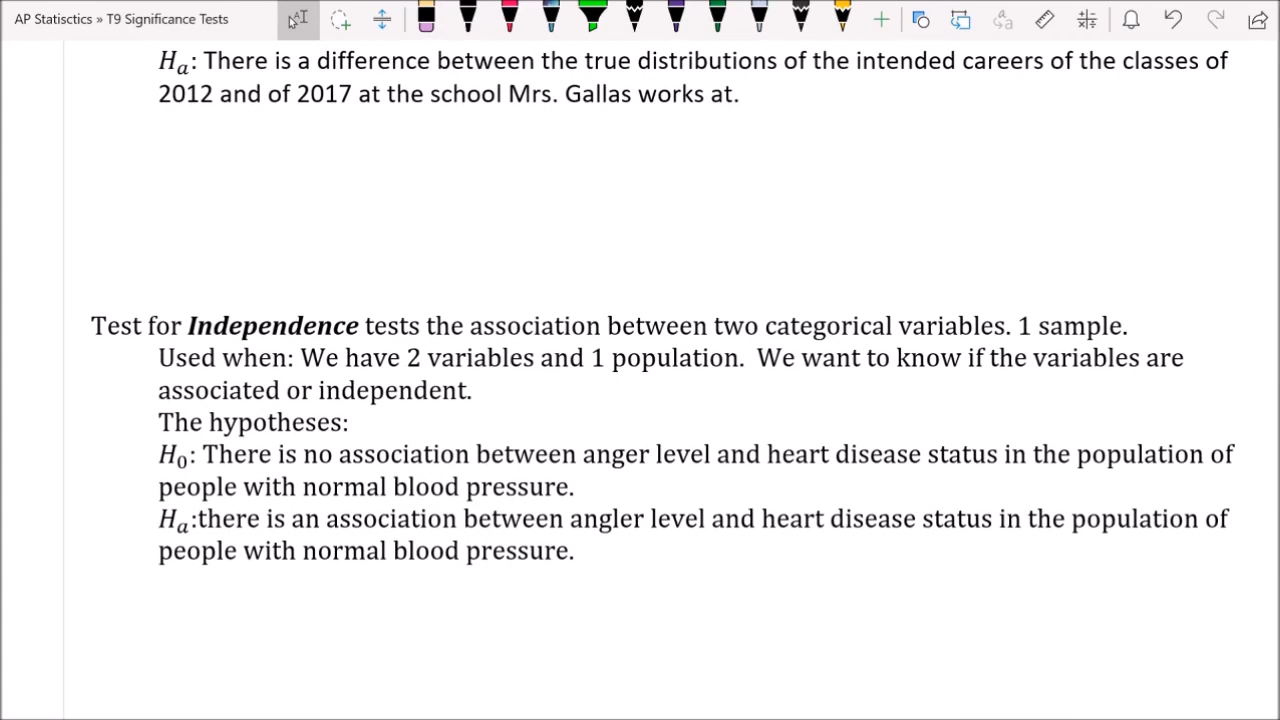 AP Statisctics » T9 Significance Tests
Hₐ: There is a difference between the true distributions of the intended careers of the classes of
2012 and of 2017 at the school Mrs. Gallas works at.
Test for Independence tests the association between two categorical variables. 1 sample.
Used when: We have 2 variables and 1 population. We want to know if the variables are
associated or independent.
The hypotheses:
H₀: There is no association between anger level and heart disease status in the population of
people with normal blood pressure.
Hₐ:there is an association between angler level and heart disease status in the population of
people with normal blood pressure.